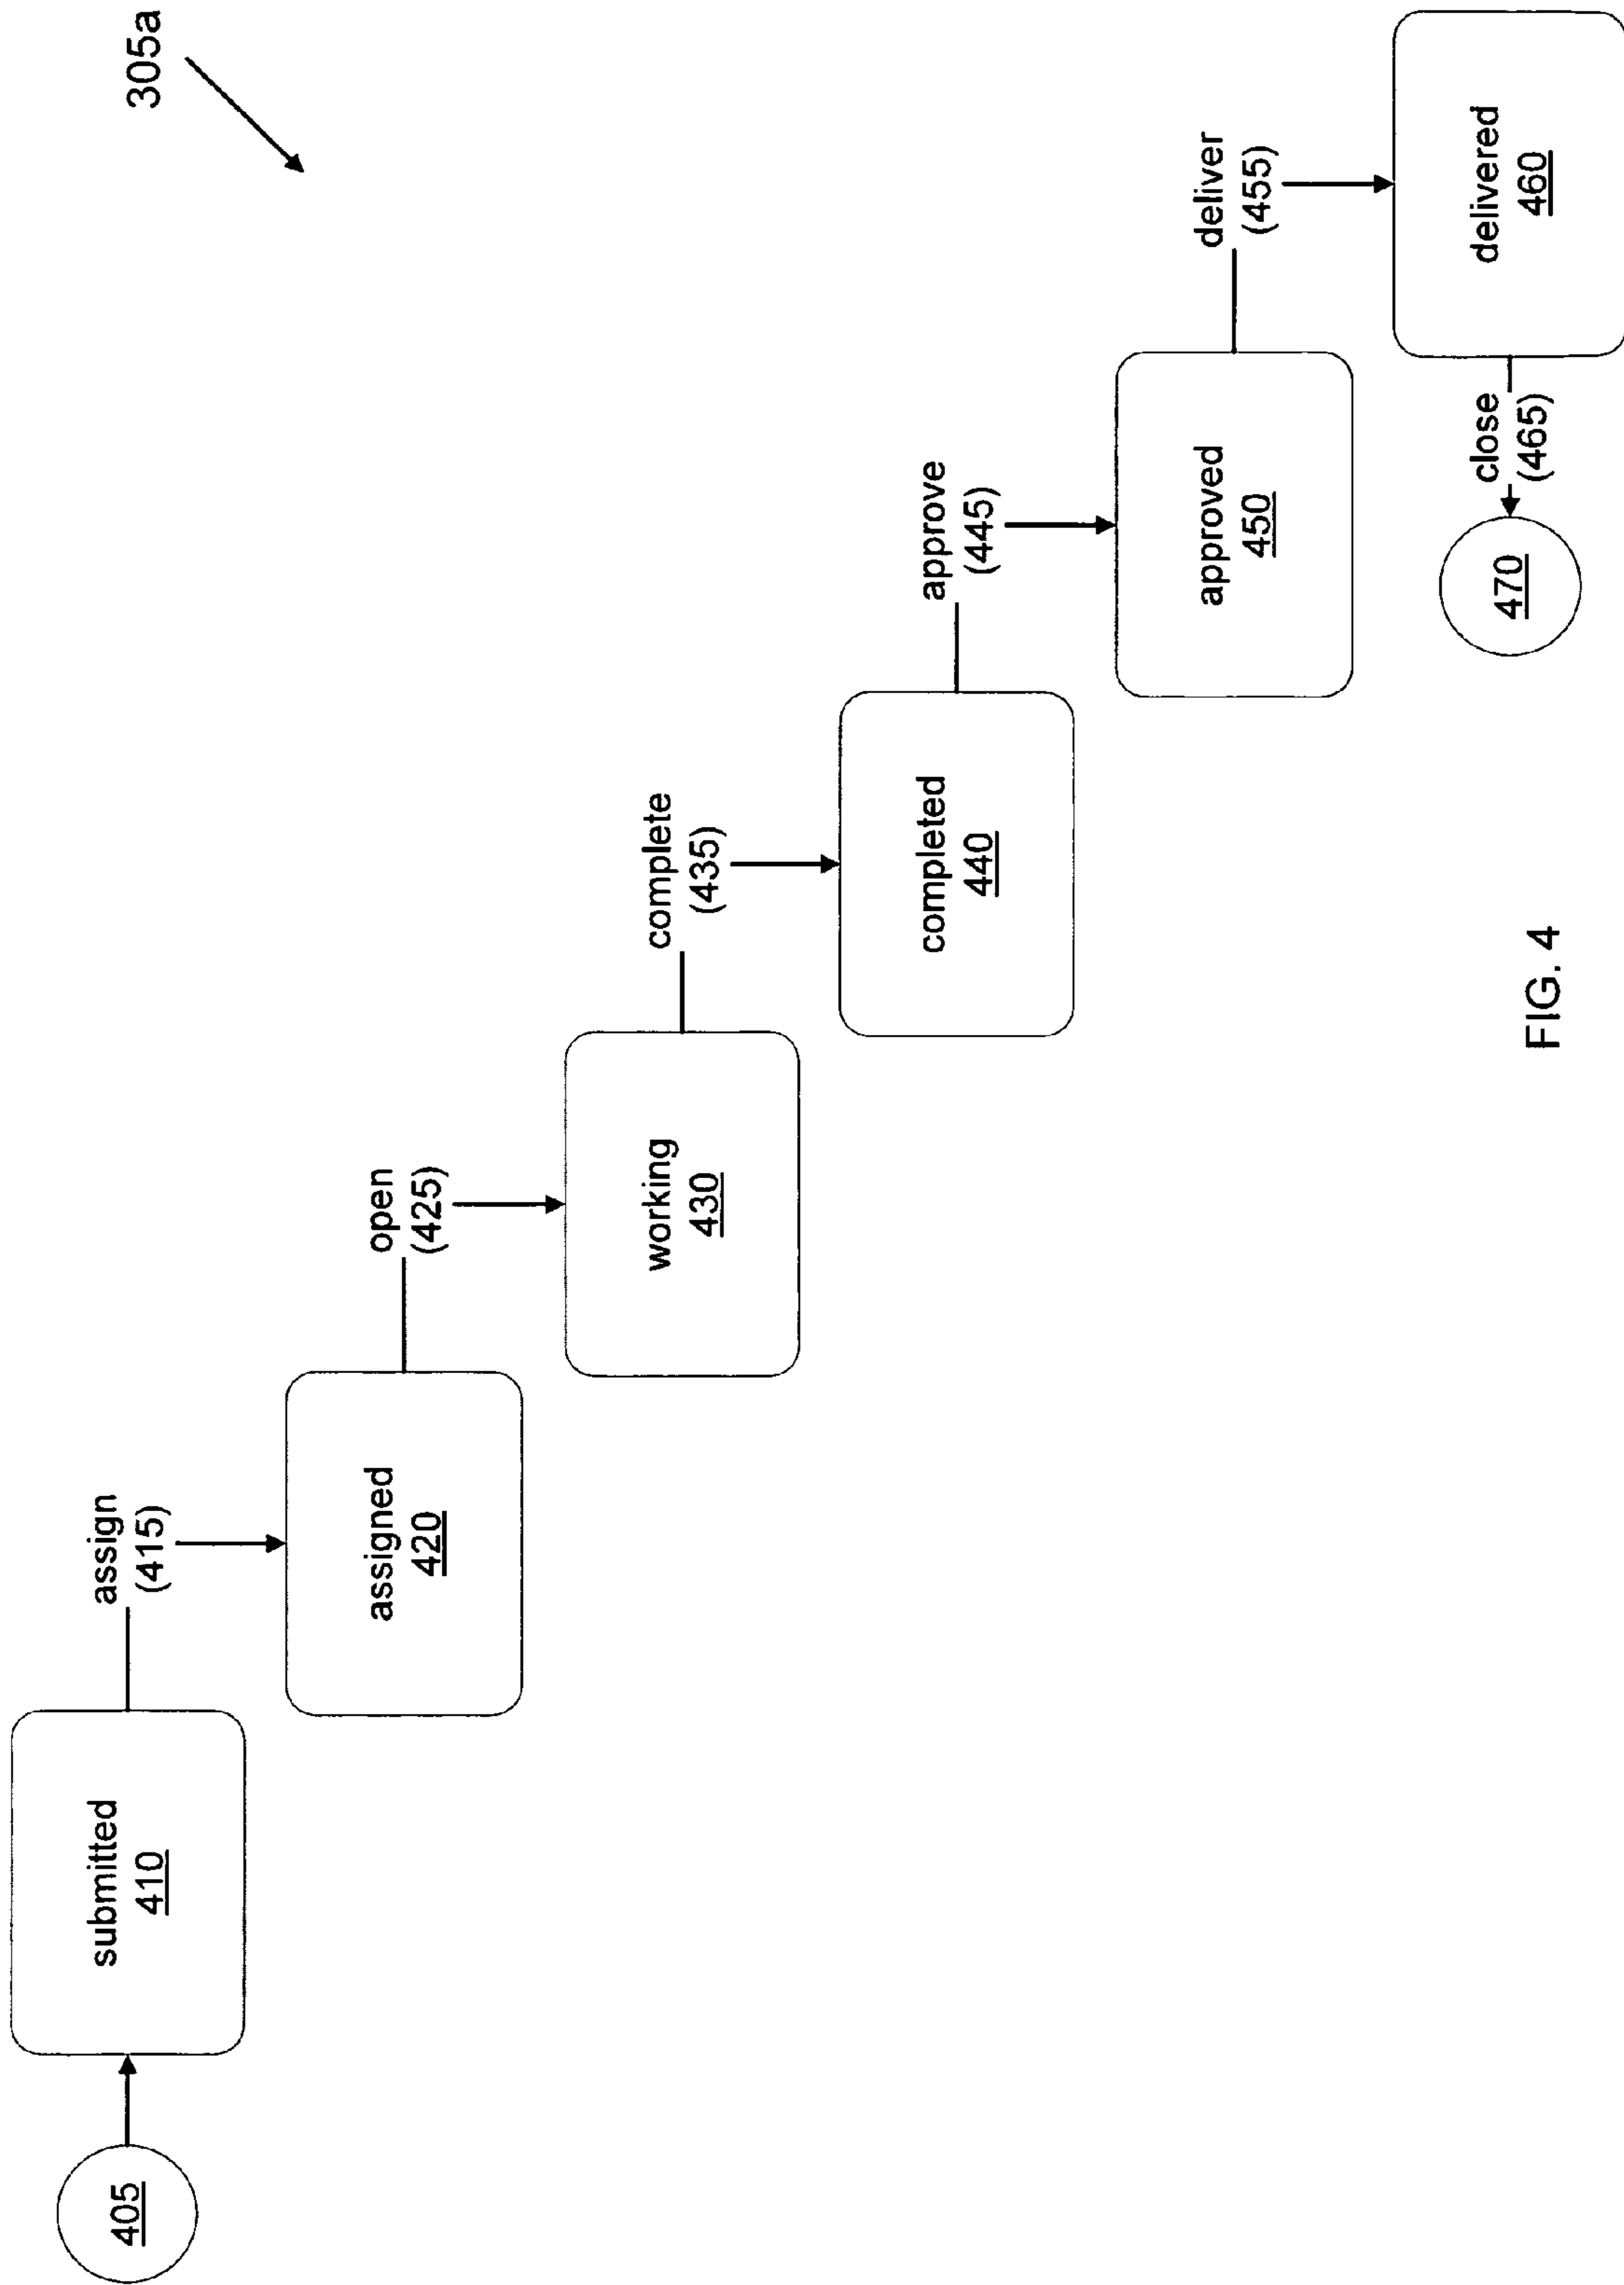 305a
405
submitted
410
assign
(415)
assigned
420
open
(425)
working
430
complete
(435)
completed
440
approve
(445)
approved
450
deliver
(455)
delivered
460
close
(465)
470
FIG. 4